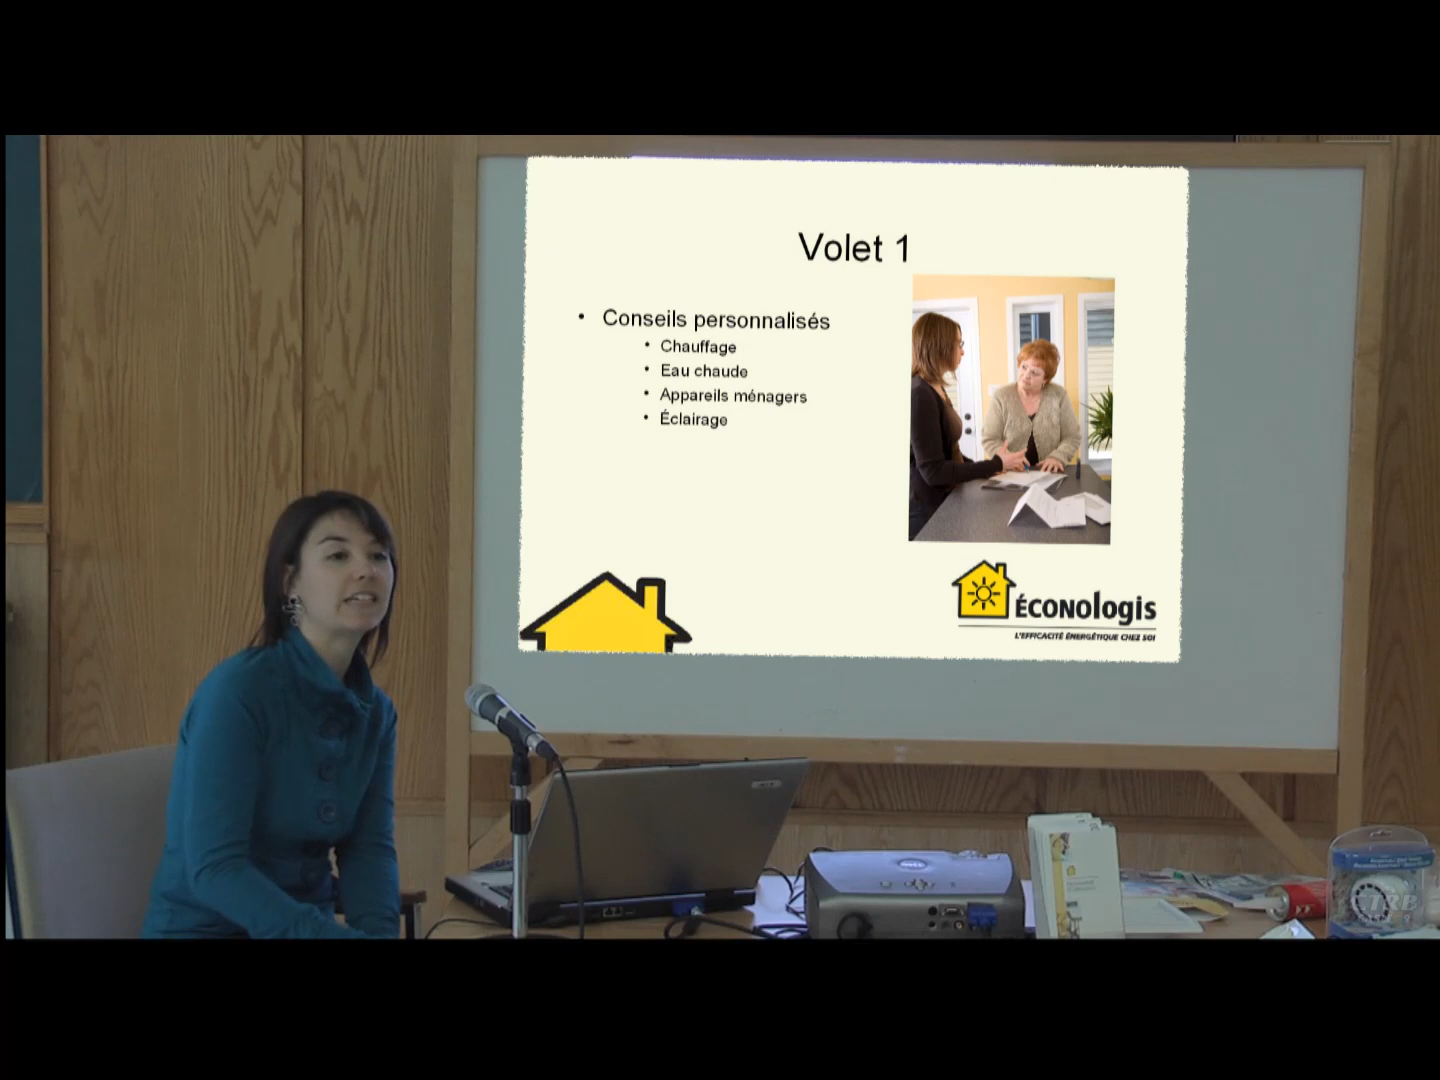 Volet 1
• Conseils personnalisés
• Chauffage
• Eau chaude
• Appareils ménagers
• Éclairage
ÉCONOlogis
L'EFFICACITÉ ÉNERGÉTIQUE CHEZ SOI